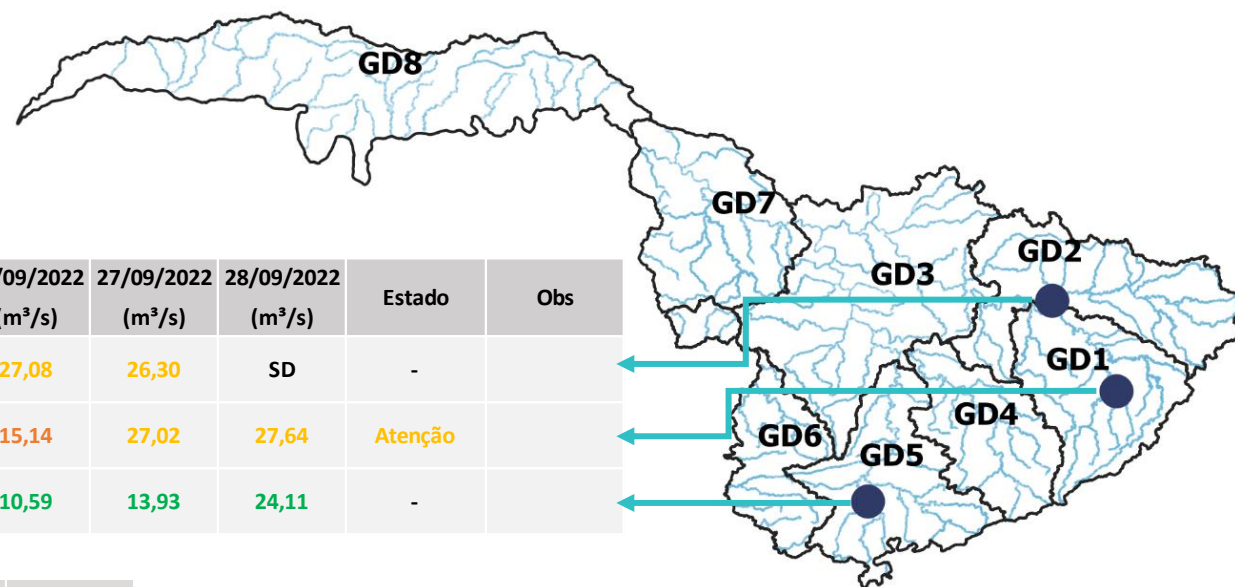 GD8
GD7
GD2
GD3
GD1
GD4
GD6
GD5
/09/2022 27/09/2022 28/09/2022 Estado Obs
(m³/s) (m³/s) (m³/s)
27,08 26,30 SD -
15,14 27,02 27,64 Atenção
10,59 13,93 24,11 -